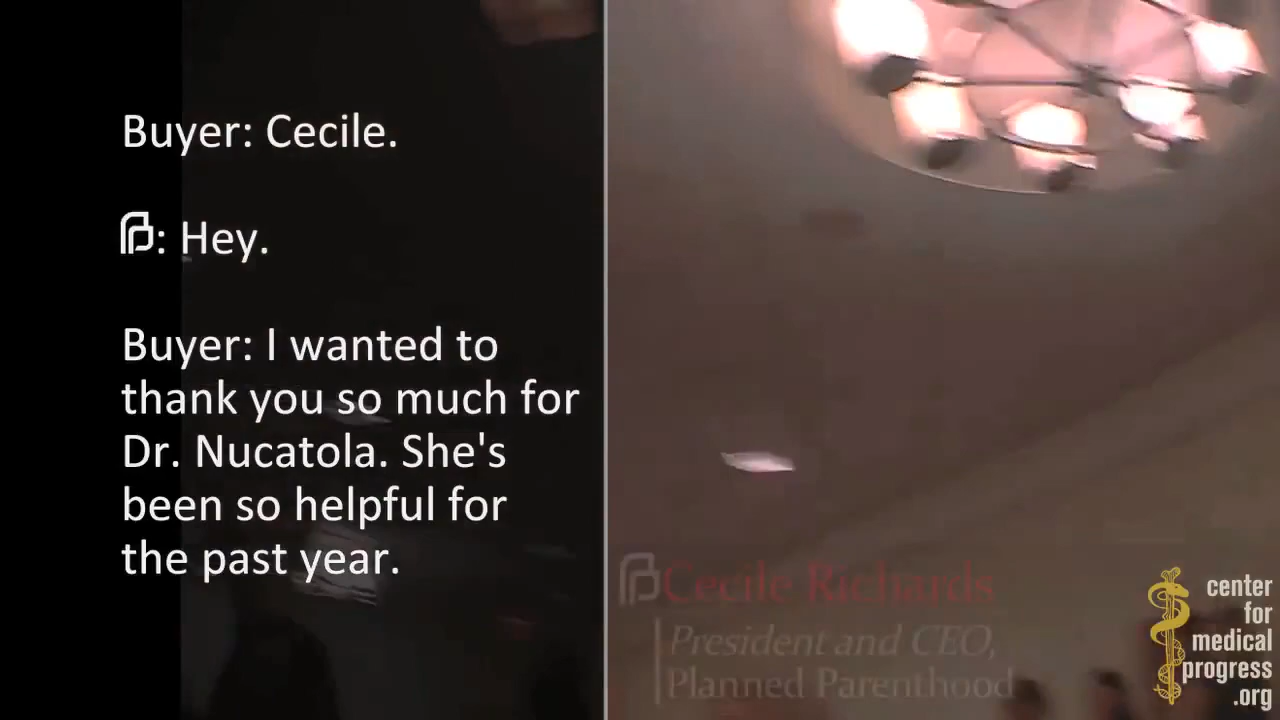 Buyer: Cecile.
: Hey.
Buyer: I wanted to
thank you so much for
Dr. Nucatola. She's
been so helpful for
the past year.
Cecile Richards
President and CEO,
Planned Parenthood
center
for
medical
progress
.org